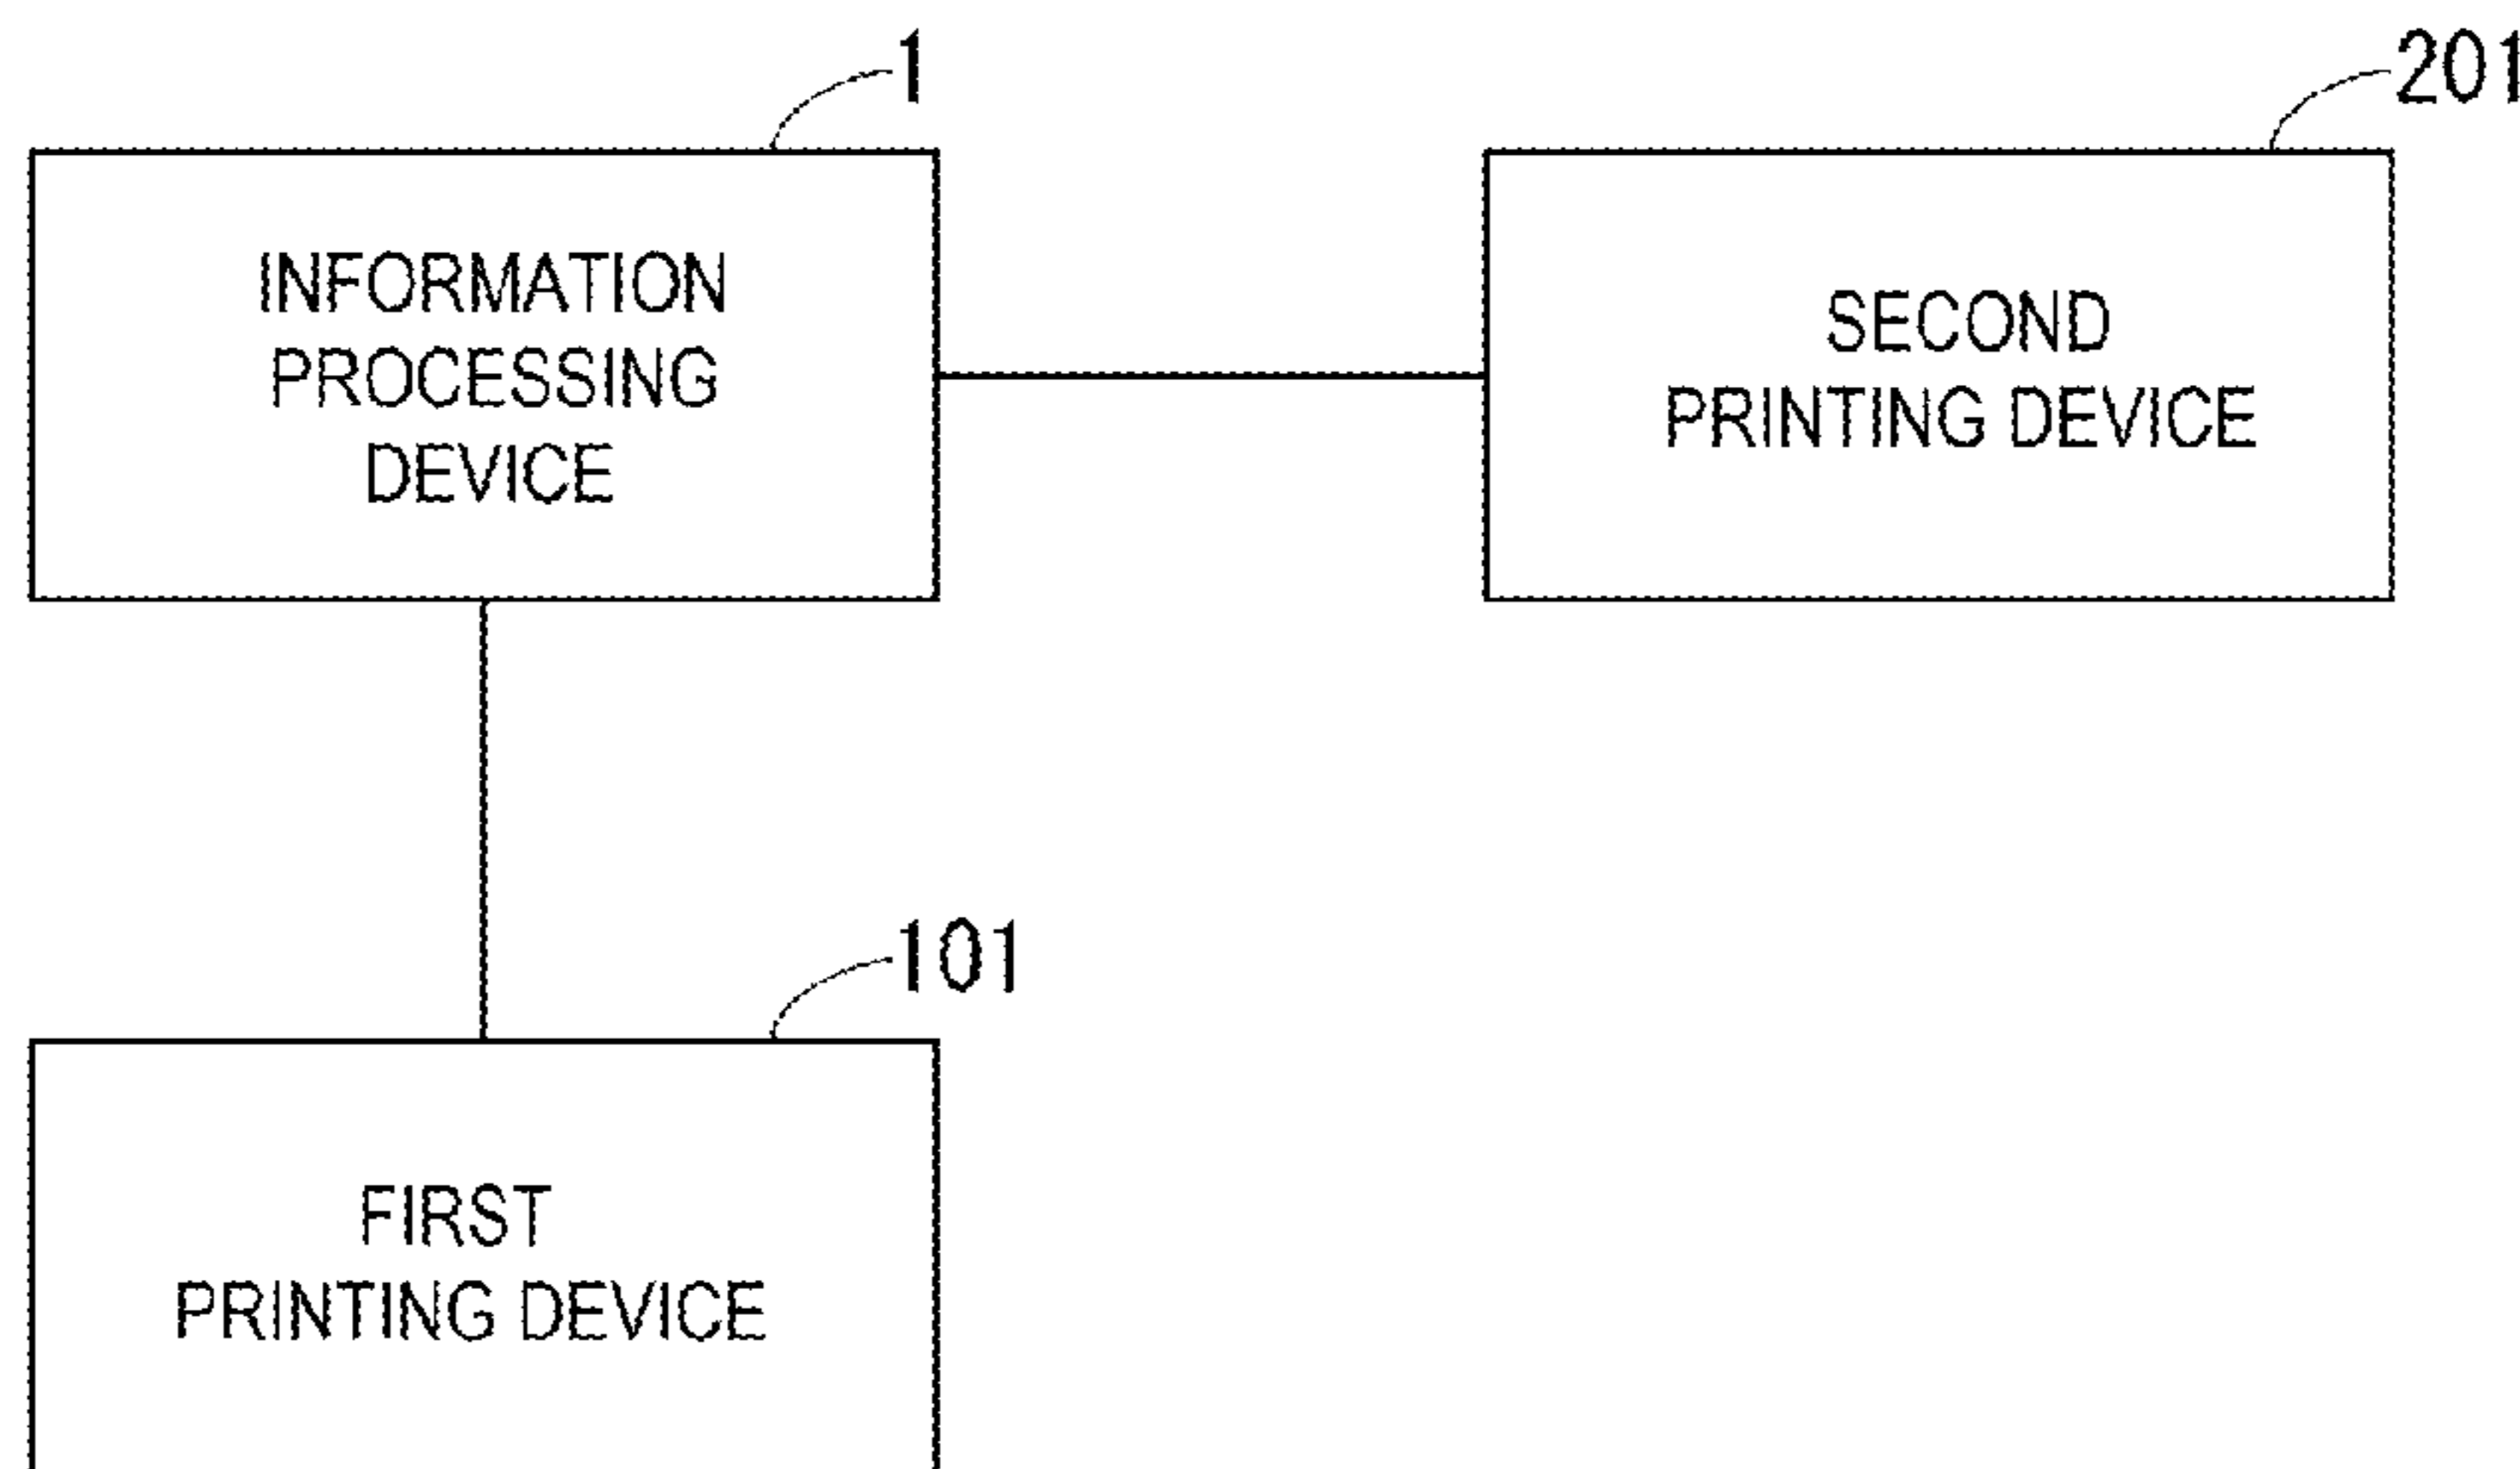 1
201
INFORMATION
PROCESSING
DEVICE
SECOND
PRINTING DEVICE
101
FIRST
PRINTING DEVICE